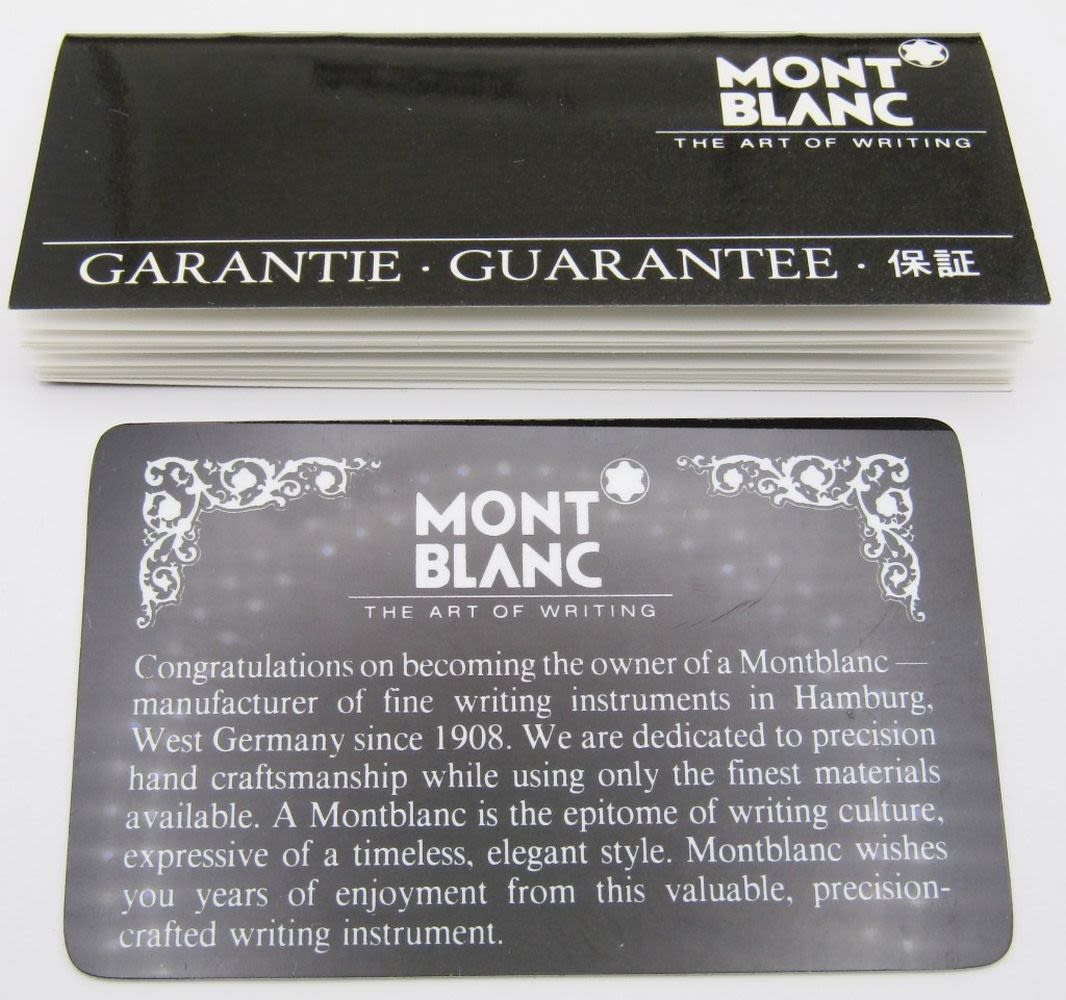 MONT
BLANC
THE ART OF WRITING
GARANTIE · GUARANTEE · 保証
MONT
BLANC
THE ART OF WRITING
Congratulations on becoming the owner of a Montblanc —
manufacturer of fine writing instruments in Hamburg,
West Germany since 1908. We are dedicated to precision
hand craftsmanship while using only the finest materials
available. A Montblanc is the epitome of writing culture,
expressive of a timeless, elegant style. Montblanc wishes
you years of enjoyment from this valuable, precision-
crafted writing instrument.